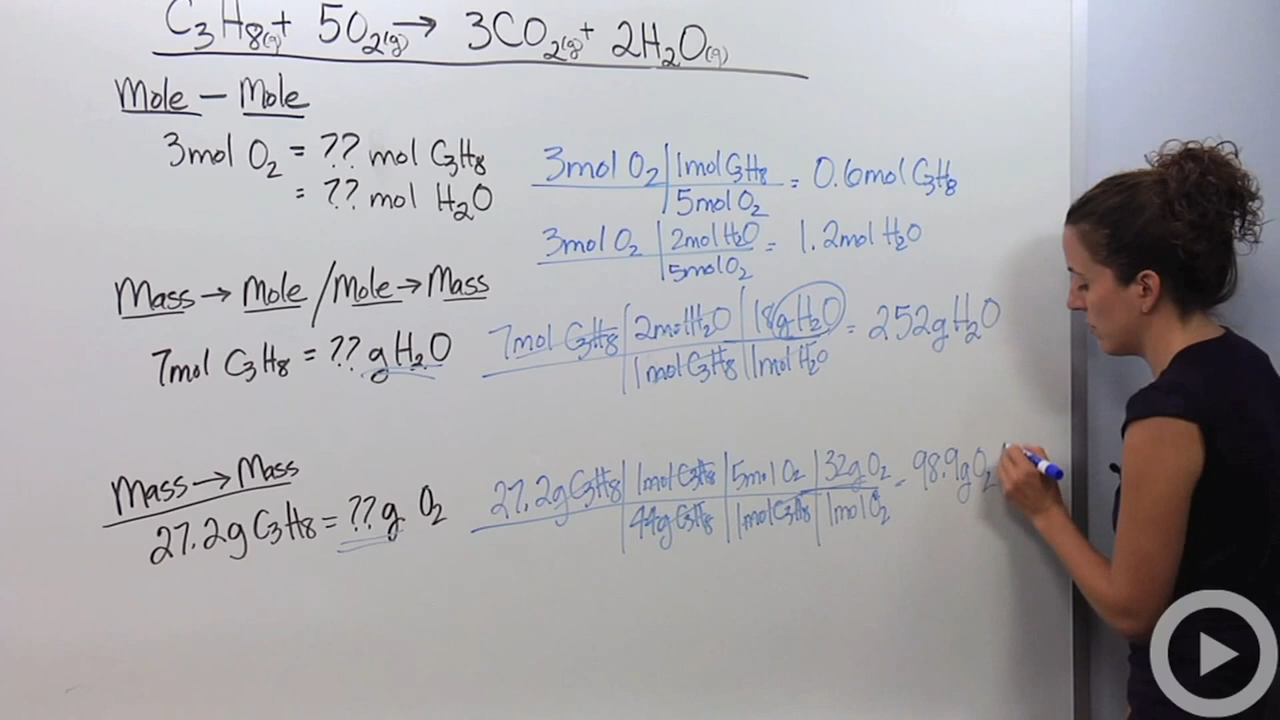 C₃H₈(g) + 5O₂(g) → 3CO₂(g) + 2H₂O(g)
Mole – Mole
3mol O₂ = ?? mol C₃H₈
= ?? mol H₂O
3mol O₂ | 1mol C₃H₈ = 0.6mol C₃H₈
5mol O₂
3mol O₂ | 2mol H₂O = 1.2mol H₂O
5mol O₂
Mass → Mole / Mole → Mass
7mol C₃H₈ = ?? g H₂O
7mol C₃H₈ | 2mol H₂O | 18g H₂O = 252g H₂O
1mol C₃H₈ | 1mol H₂O
Mass → Mass
27.2g C₃H₈ = ?? g O₂
27.2g C₃H₈ | 1mol C₃H₈ | 5mol O₂ | 32g O₂ = 98.9g O₂
44g C₃H₈ | 1mol C₃H₈ | 1mol O₂